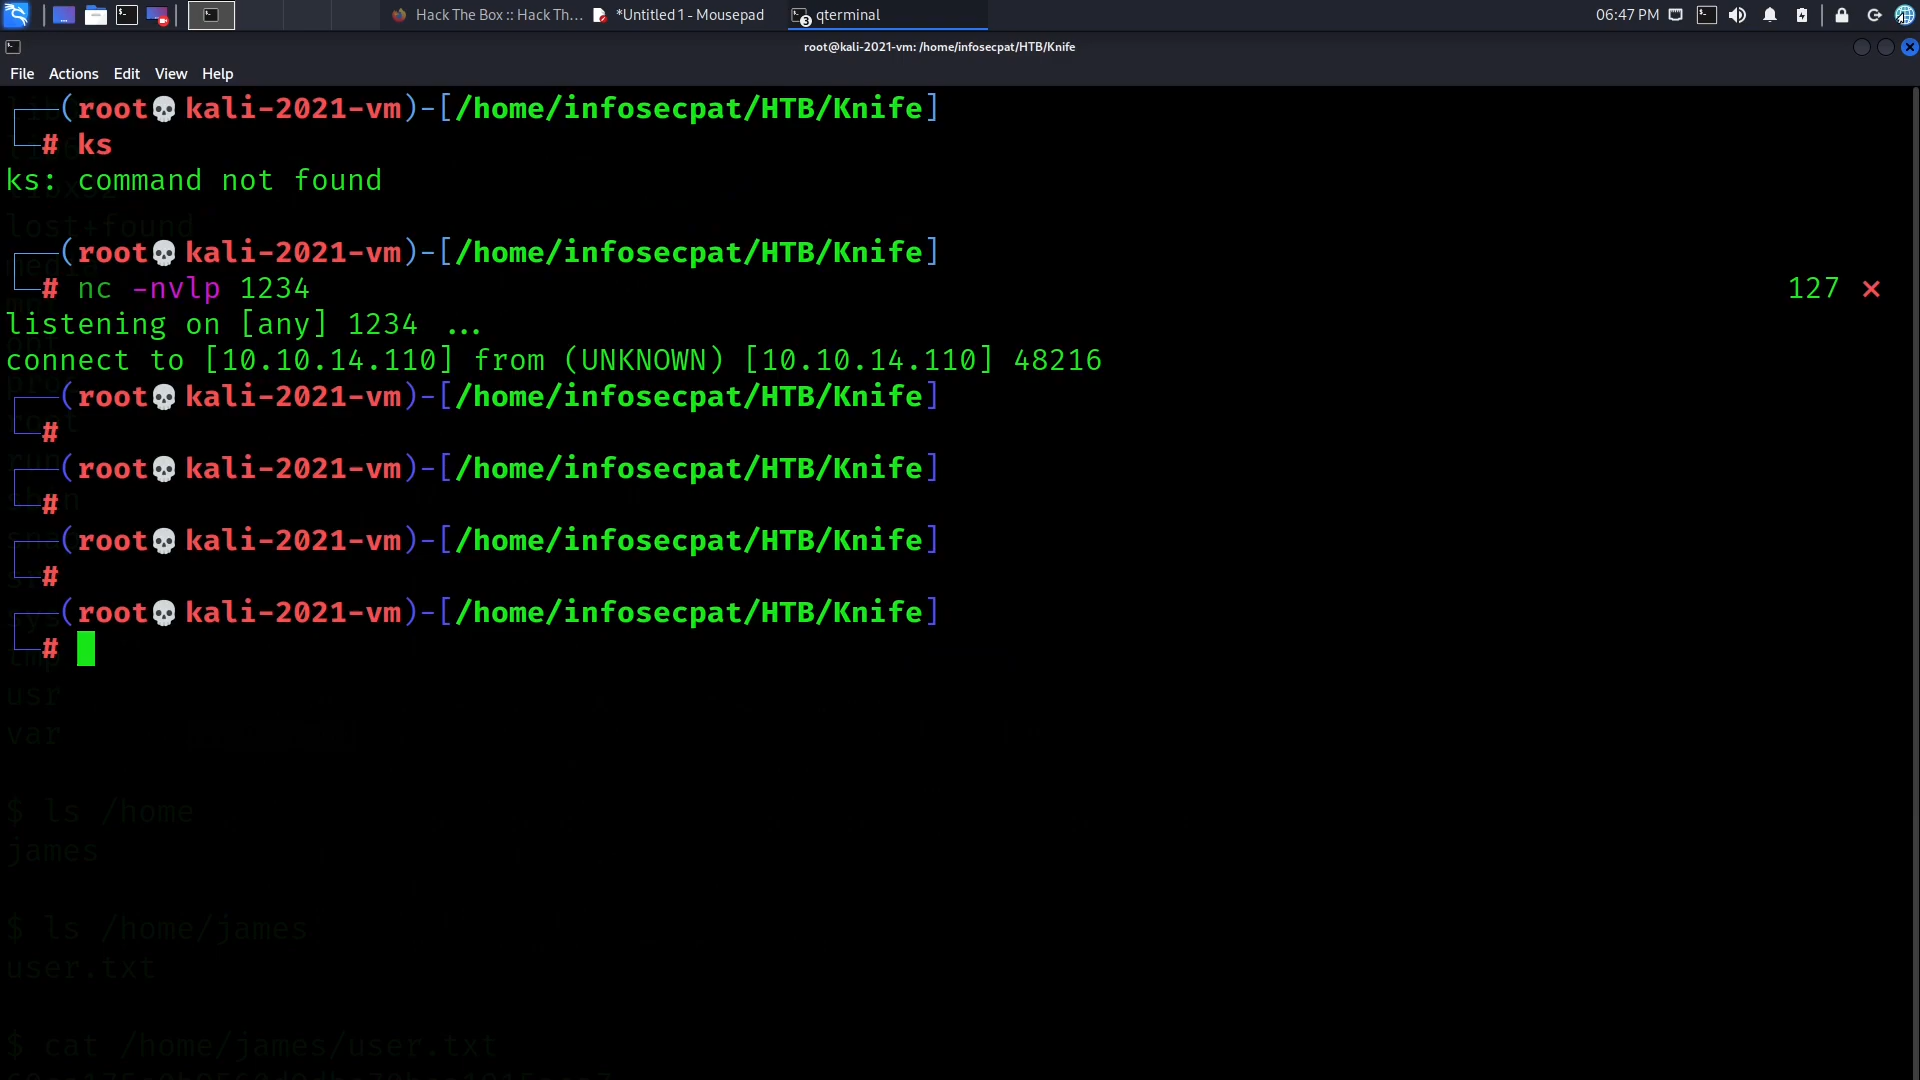 Hack The Box :: Hack Th... *Untitled 1 - Mousepad 3 qterminal 06:47 PM
root@kali-2021-vm: /home/infosecpat/HTB/Knife
File Actions Edit View Help
(root💀kali-2021-vm)-[/home/infosecpat/HTB/Knife]
# ks
ks: command not found
lost+found
(root💀kali-2021-vm)-[/home/infosecpat/HTB/Knife]
# nc -nvlp 1234 127 ✕
listening on [any] 1234 ...
connect to [10.10.14.110] from (UNKNOWN) [10.10.14.110] 48216
(root💀kali-2021-vm)-[/home/infosecpat/HTB/Knife]
#
(root💀kali-2021-vm)-[/home/infosecpat/HTB/Knife]
#
(root💀kali-2021-vm)-[/home/infosecpat/HTB/Knife]
#
(root💀kali-2021-vm)-[/home/infosecpat/HTB/Knife]
#
usr
var
$ ls /home
james
$ ls /home/james
user.txt
$ cat /home/james/user.txt